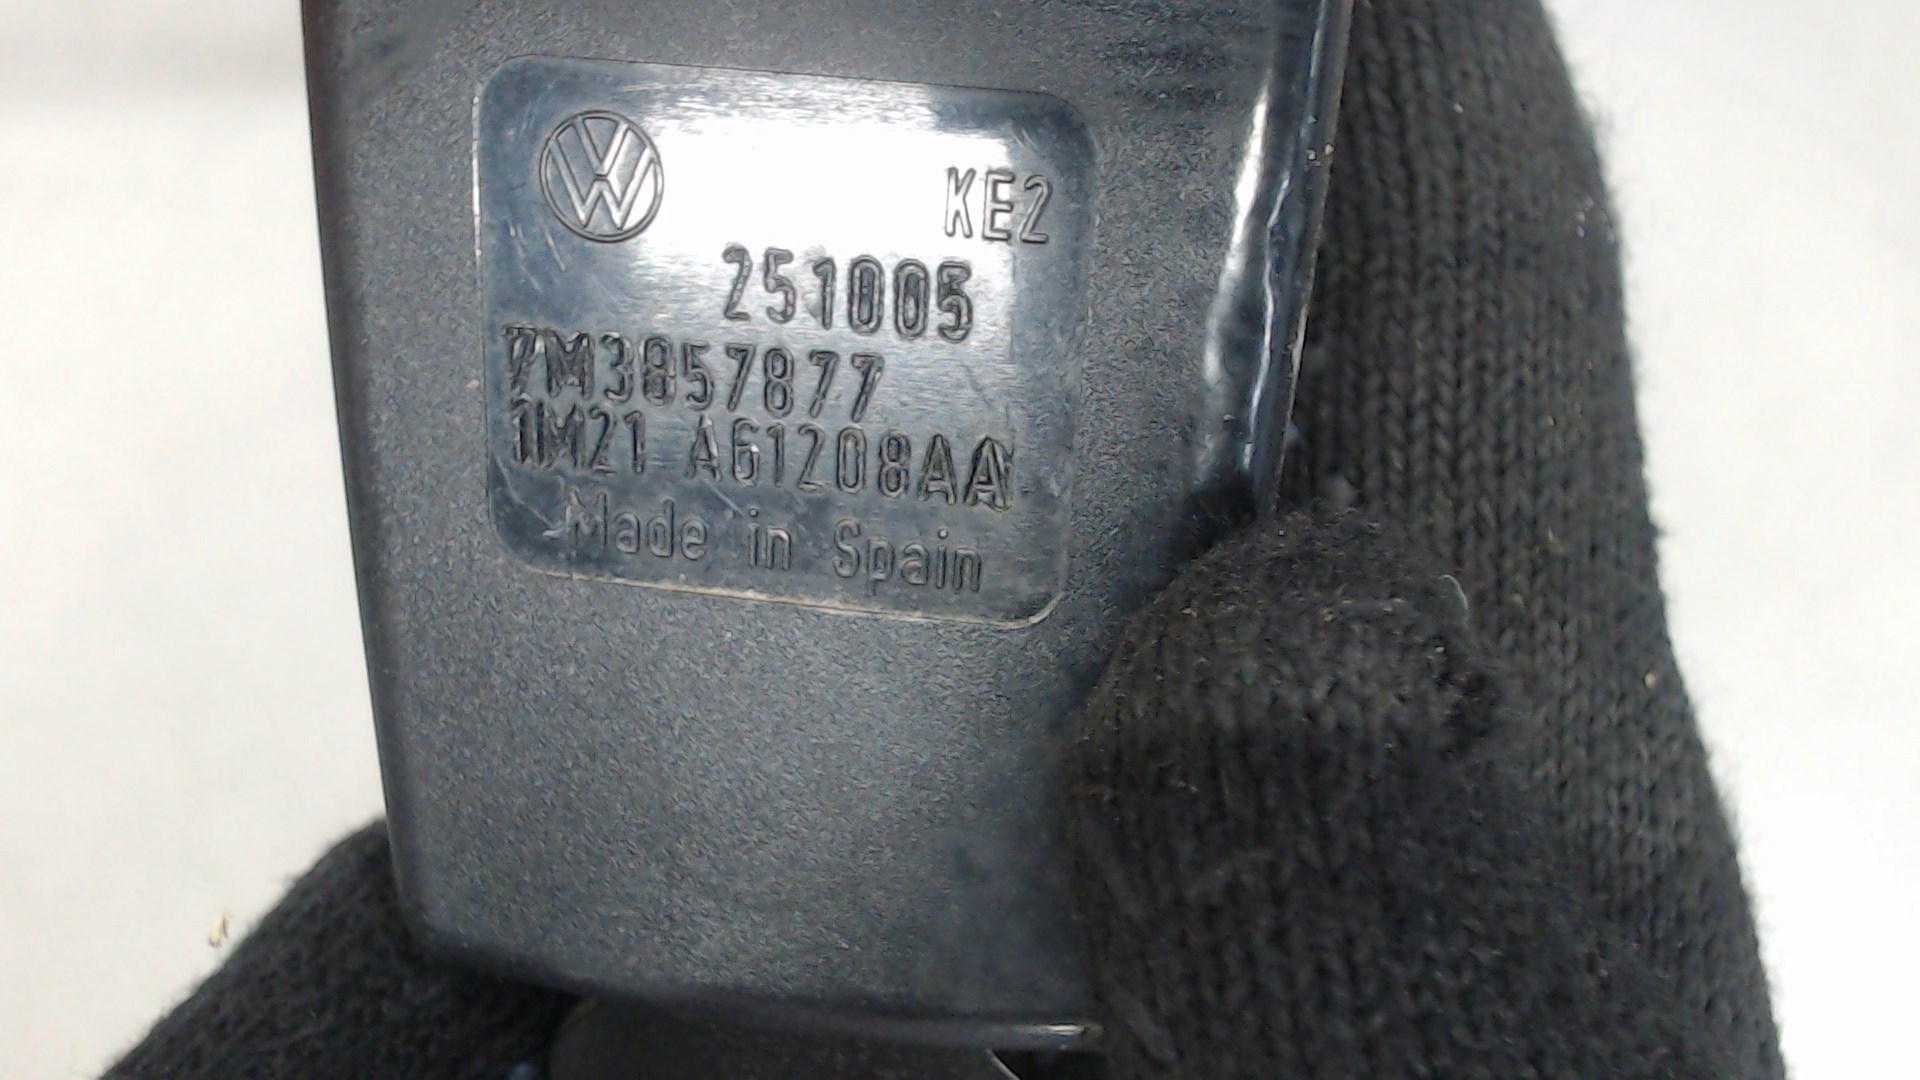 KE2
251005
7M3857877
1M21 A61208AA
Made in Spain